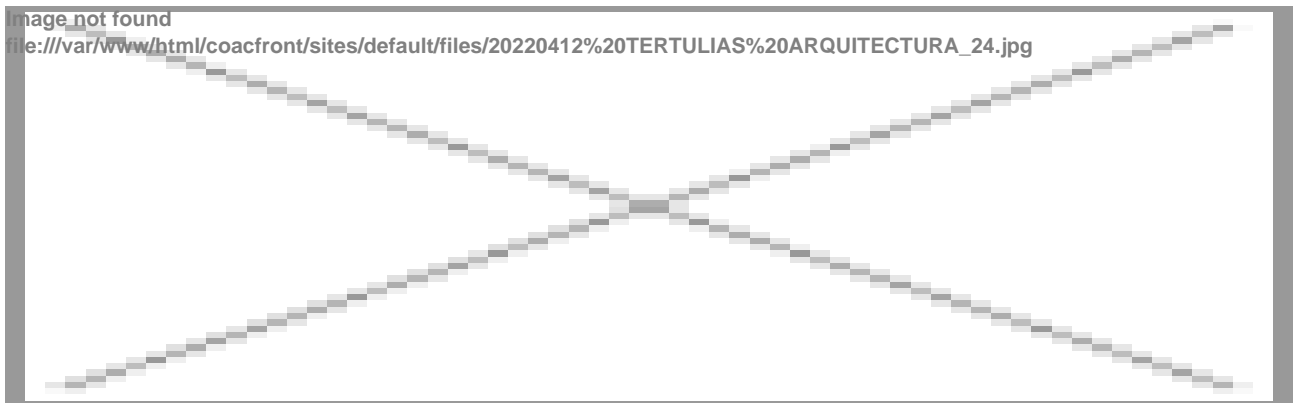 Image not found
file:///var/www/html/coacfront/sites/default/files/20220412%20TERTULIAS%20ARQUITECTURA_24.jpg